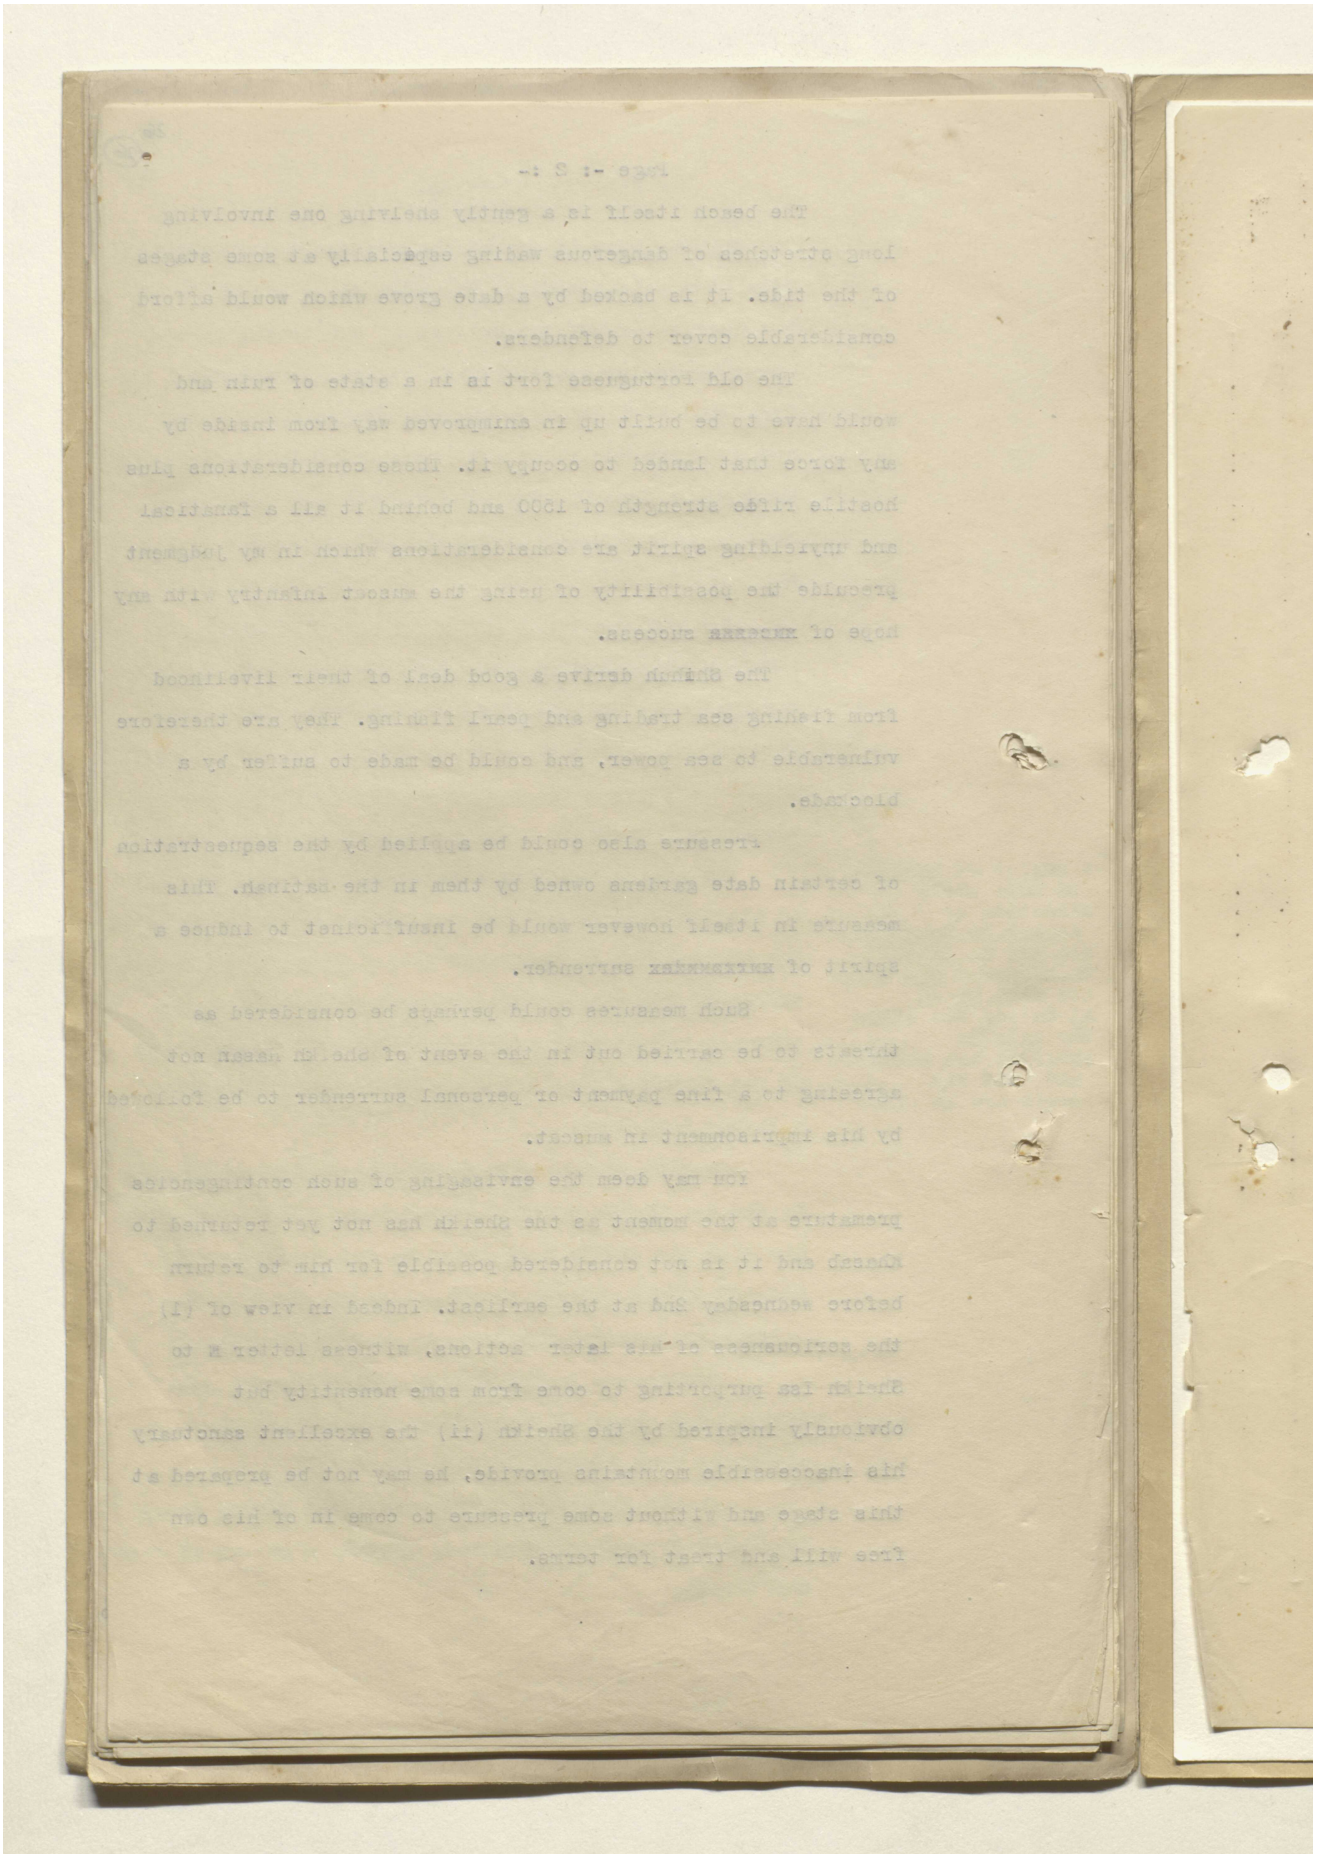 Page -: 2 :-
The beach itself is a gently shelving one involving
long stretches of dangerous wading especially at some stages
of the tide. It is backed by a date grove which would afford
considerable cover to defenders.
The old Portuguese fort is in a state of ruin and
would have to be built up in animproved way from inside by
any force that landed to occupy it. These considerations plus
hostile rifle strength of 1500 and behind it all a fanatical
and unyielding spirit are considerations which in my judgment
precude the possibility of using the Muscat Infantry with any
hope of success.
The Shihuh derive a good deal of their livelihood
from fishing sea trading and pearl fishing. They are therefore
vulnerable to sea power, and could be made to suffer by a
blockade.
Pressure also could be applied by the sequestration
of certain date gardens owned by them in the Batinah. This
measure in itself however would be insufficinet to induce a
spirit of surrender.
Such measures could perhaps be considered as
threats to be carried out in the event of Sheikh Hasan not
agreeing to a fine payment or personal surrender to be followed
by his imprisonment in Muscat.
You may deem the envisaging of such contingencies
premature at the moment as the Sheikh has not yet returned to
Khasab and it is not considered possible for him to return
before Wednesday 2nd at the earliest. Indeed in view of (i)
the seriousness of his later actions, witness letter to
Sheikh Isa purporting to come from some nonentity but
obviously inspired by the Sheikh (ii) the excellent sanctuary
his inaccessible mountains provide, he may not be prepared at
this stage and without some pressure to come in of his own
free will and treat for terms.